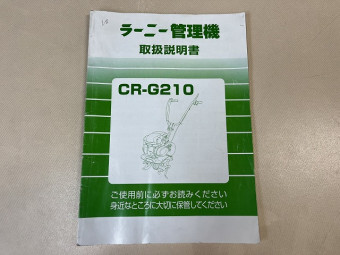 ラーニー管理機
取扱説明書
CR-G210
ご使用前に必ずお読みください
身近なところに大切に保管してください